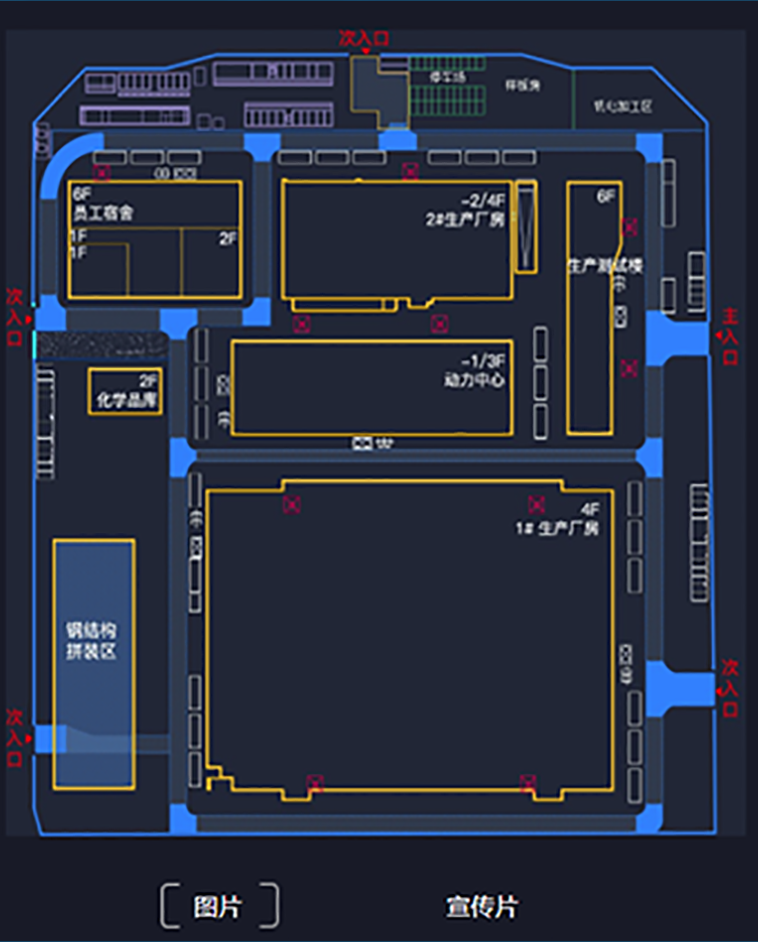 次入口
停车场
样板房
机心加工区
6F
员工宿舍
1F
1F
2F
-2/4F
2#生产厂房
6F
生产测试楼
次入口
主入口
-1/3F
动力中心
2F
化学品库
4F
1# 生产厂房
钢结构
拼装区
次入口
次入口
图片
宣传片